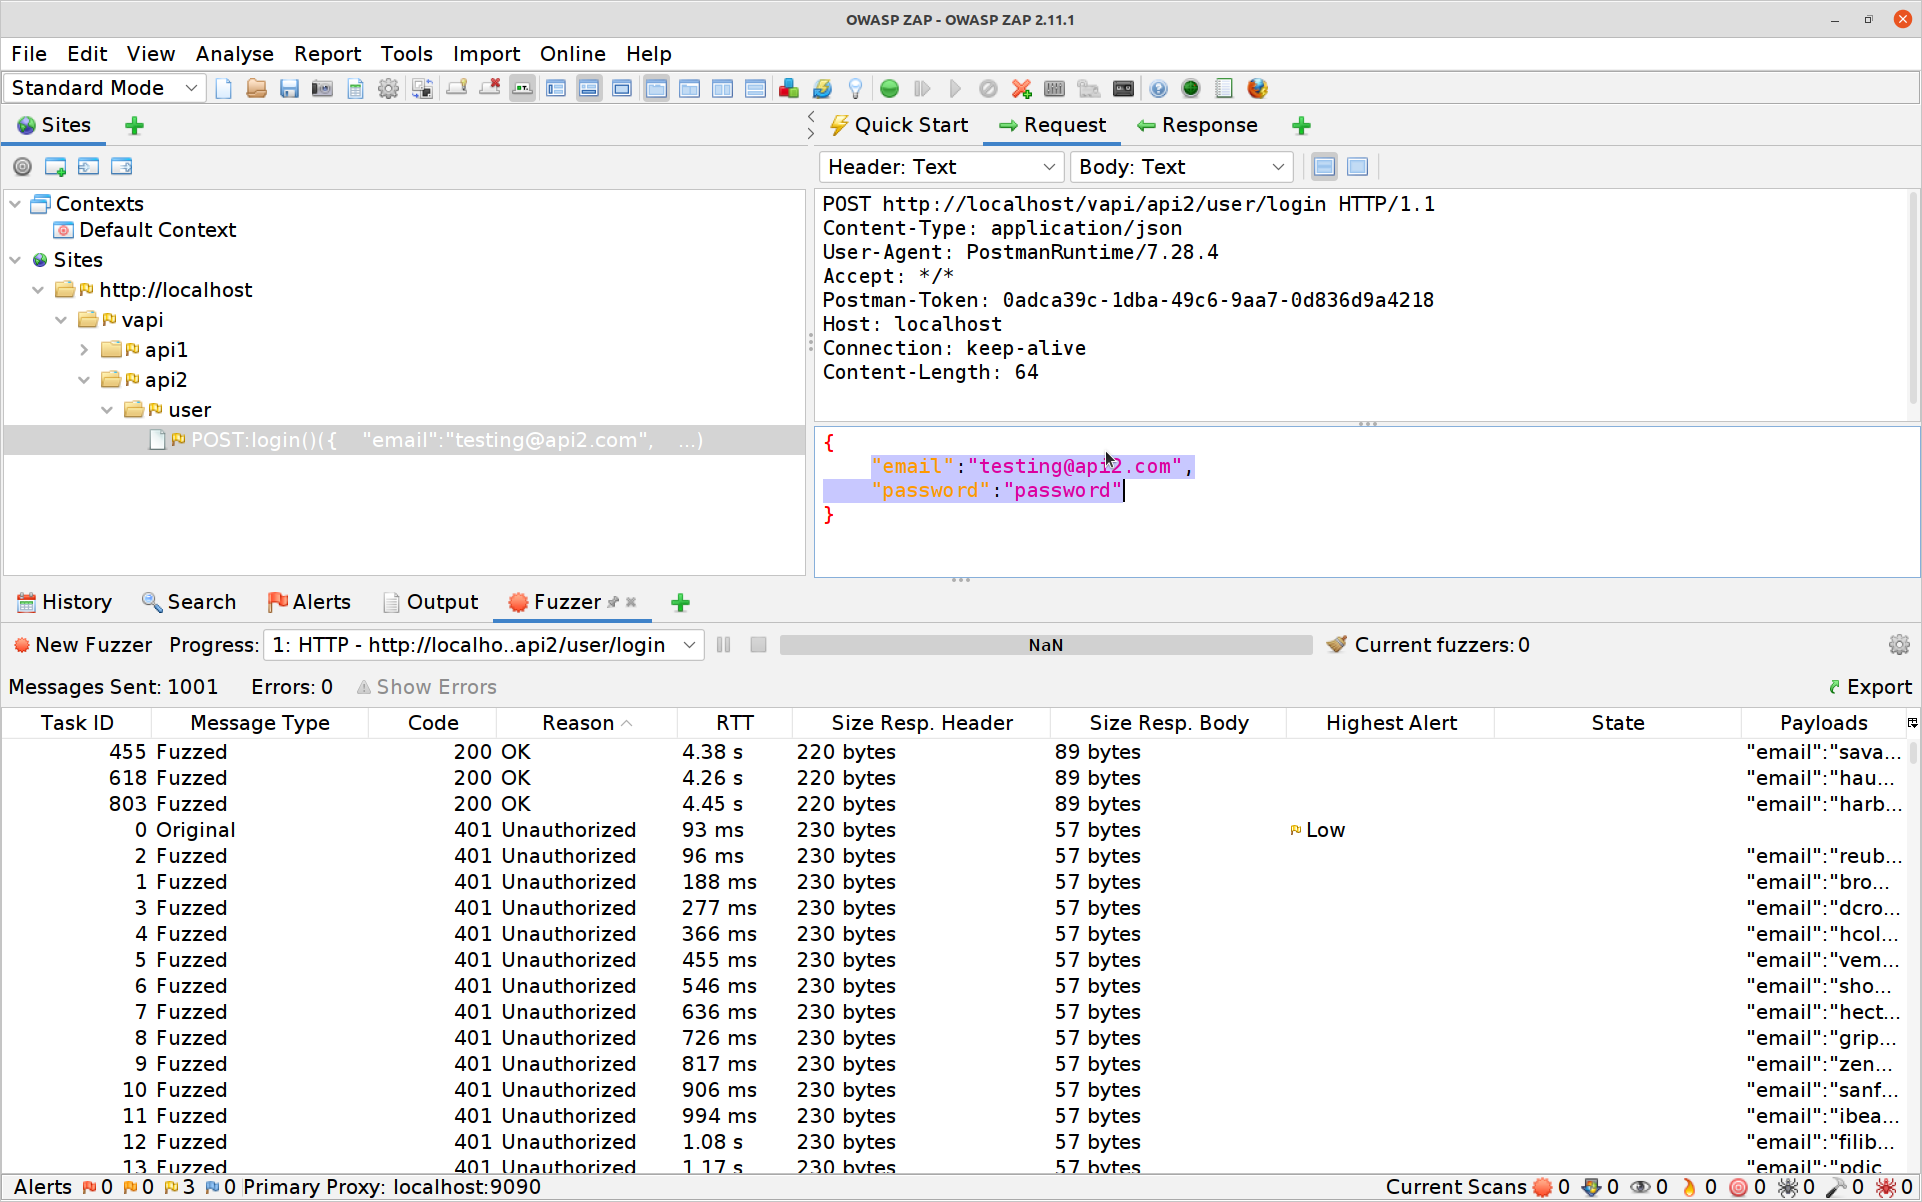 OWASP ZAP - OWASP ZAP 2.11.1
File Edit View Analyse Report Tools Import Online Help
Standard Mode
Sites
Quick Start Request Response
Header: Text Body: Text
Contexts
Default Context
Sites
http://localhost
vapi
api1
api2
user
POST:login()({ "email":"testing@api2.com", ...)
POST http://localhost/vapi/api2/user/login HTTP/1.1
Content-Type: application/json
User-Agent: PostmanRuntime/7.28.4
Accept: */*
Postman-Token: 0adca39c-1dba-49c6-9aa7-0d836d9a4218
Host: localhost
Connection: keep-alive
Content-Length: 64
{
"email":"testing@api2.com",
"password":"password"
}
History Search Alerts Output Fuzzer
New Fuzzer Progress: 1: HTTP - http://localho..api2/user/login NaN Current fuzzers: 0
Messages Sent: 1001 Errors: 0 Show Errors Export
Task ID Message Type Code Reason RTT Size Resp. Header Size Resp. Body Highest Alert State Payloads
455 Fuzzed 200 OK 4.38 s 220 bytes 89 bytes "email":"sava...
618 Fuzzed 200 OK 4.26 s 220 bytes 89 bytes "email":"hau...
803 Fuzzed 200 OK 4.45 s 220 bytes 89 bytes "email":"harb...
0 Original 401 Unauthorized 93 ms 230 bytes 57 bytes Low
2 Fuzzed 401 Unauthorized 96 ms 230 bytes 57 bytes "email":"reub...
1 Fuzzed 401 Unauthorized 188 ms 230 bytes 57 bytes "email":"bro...
3 Fuzzed 401 Unauthorized 277 ms 230 bytes 57 bytes "email":"dcro...
4 Fuzzed 401 Unauthorized 366 ms 230 bytes 57 bytes "email":"hcol...
5 Fuzzed 401 Unauthorized 455 ms 230 bytes 57 bytes "email":"vem...
6 Fuzzed 401 Unauthorized 546 ms 230 bytes 57 bytes "email":"sho...
7 Fuzzed 401 Unauthorized 636 ms 230 bytes 57 bytes "email":"hect...
8 Fuzzed 401 Unauthorized 726 ms 230 bytes 57 bytes "email":"grip...
9 Fuzzed 401 Unauthorized 817 ms 230 bytes 57 bytes "email":"zen...
10 Fuzzed 401 Unauthorized 906 ms 230 bytes 57 bytes "email":"sanf...
11 Fuzzed 401 Unauthorized 994 ms 230 bytes 57 bytes "email":"ibea...
12 Fuzzed 401 Unauthorized 1.08 s 230 bytes 57 bytes "email":"filib...
13 Fuzzed 401 Unauthorized 1.17 s 230 bytes 57 bytes "email":"pdic...
Alerts 0 0 3 0 Primary Proxy: localhost:9090 Current Scans 0 0 0 0 0 0 0 0